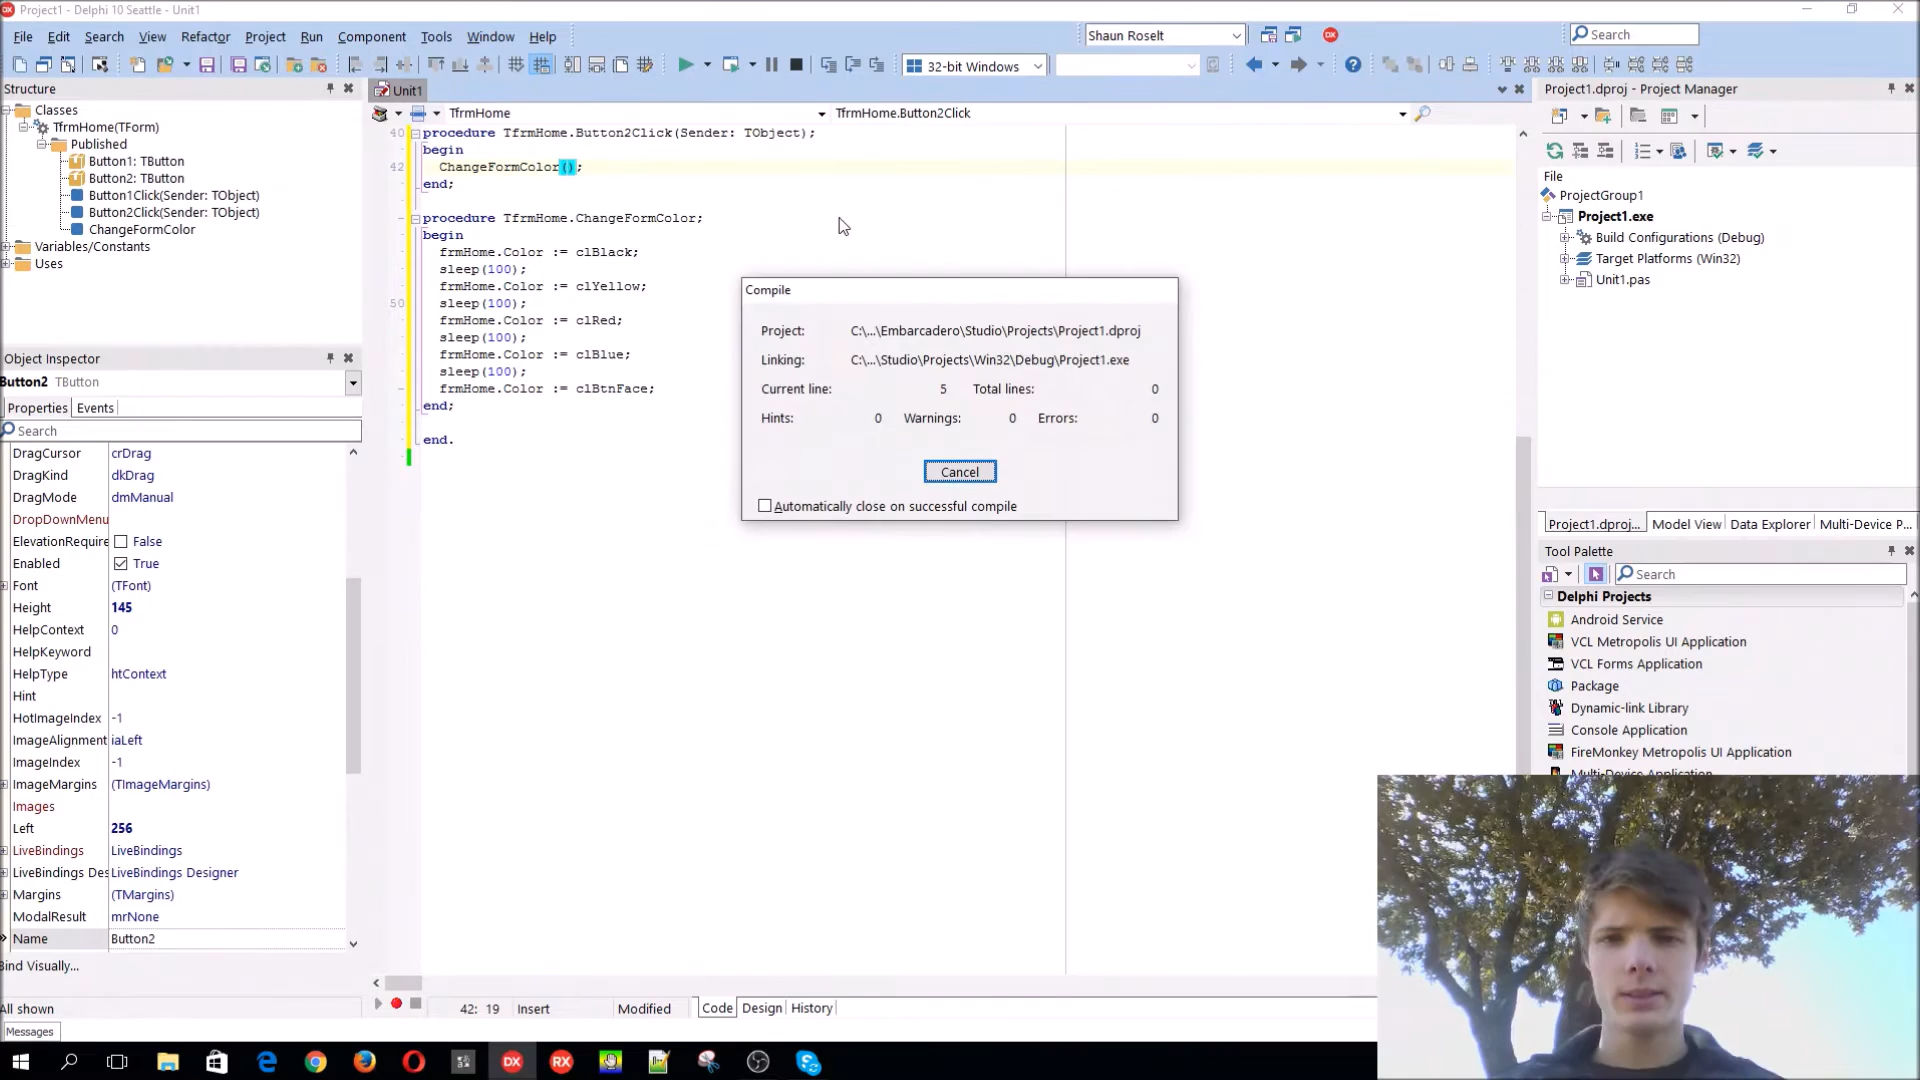 Project1 - Delphi 10 Seattle - Unit1
File Edit Search View Refactor Project Run Component Tools Window Help
Shaun Roselt
Search
32-bit Windows
Structure
Classes
TfrmHome(TForm)
Published
Button1: TButton
Button2: TButton
Button1Click(Sender: TObject)
Button2Click(Sender: TObject)
ChangeFormColor
Variables/Constants
Uses
Object Inspector
Button2 TButton
Properties Events
Search
DragCursor crDrag
DragKind dkDrag
DragMode dmManual
DropDownMenu
ElevationRequire False
Enabled True
Font (TFont)
Height 145
HelpContext 0
HelpKeyword
HelpType htContext
Hint
HotImageIndex -1
ImageAlignment iaLeft
ImageIndex -1
ImageMargins (TImageMargins)
Images
Left 256
LiveBindings LiveBindings
LiveBindings Des LiveBindings Designer
Margins (TMargins)
ModalResult mrNone
Name Button2
Bind Visually...
All shown
Messages
Unit1
TfrmHome TfrmHome.Button2Click
40 procedure TfrmHome.Button2Click(Sender: TObject);
begin
42 ChangeFormColor();
end;
procedure TfrmHome.ChangeFormColor;
begin
frmHome.Color := clBlack;
sleep(100);
frmHome.Color := clYellow;
50 sleep(100);
frmHome.Color := clRed;
sleep(100);
frmHome.Color := clBlue;
sleep(100);
frmHome.Color := clBtnFace;
end;
end.
Compile
Project: C:\...\Embarcadero\Studio\Projects\Project1.dproj
Linking: C:\...\Studio\Projects\Win32\Debug\Project1.exe
Current line: 5 Total lines: 0
Hints: 0 Warnings: 0 Errors: 0
Cancel
Automatically close on successful compile
42: 19 Insert Modified Code Design History
Project1.dproj - Project Manager
File
ProjectGroup1
Project1.exe
Build Configurations (Debug)
Target Platforms (Win32)
Unit1.pas
Project1.dproj... Model View Data Explorer Multi-Device P...
Tool Palette
Search
Delphi Projects
Android Service
VCL Metropolis UI Application
VCL Forms Application
Package
Dynamic-link Library
Console Application
FireMonkey Metropolis UI Application
Multi-Device Application
DX RX